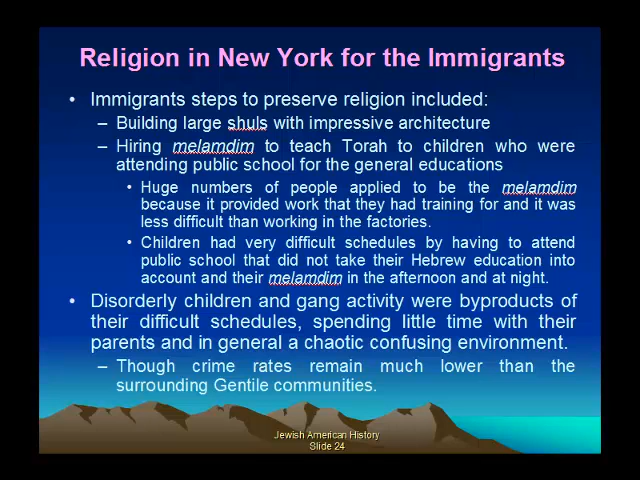 Religion in New York for the Immigrants
• Immigrants steps to preserve religion included:
– Building large shuls with impressive architecture
– Hiring melamdim to teach Torah to children who were
attending public school for the general educations
• Huge numbers of people applied to be the melamdim
because it provided work that they had training for and it was
less difficult than working in the factories.
• Children had very difficult schedules by having to attend
public school that did not take their Hebrew education into
account and their melamdim in the afternoon and at night.
• Disorderly children and gang activity were byproducts of
their difficult schedules, spending little time with their
parents and in general a chaotic confusing environment.
– Though crime rates remain much lower than the
surrounding Gentile communities.
Jewish American History
Slide 24